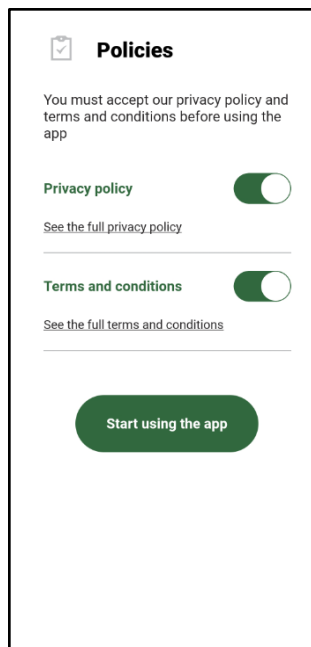 Policies
You must accept our privacy policy and
terms and conditions before using the
app
Privacy policy
See the full privacy policy
Terms and conditions
See the full terms and conditions
Start using the app